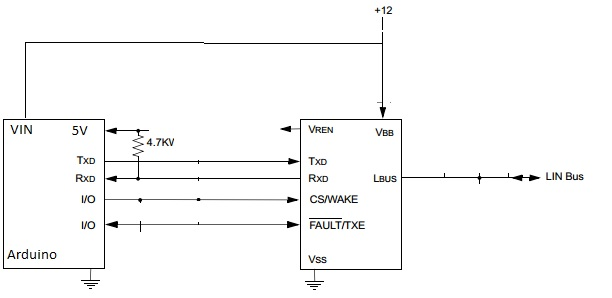 +12
VIN
5V
4.7KW
VREN
VBB
TXD
TXD
RXD
RXD
LBUS
LIN Bus
I/O
CS/WAKE
I/O
FAULT/TXE
Arduino
VSS